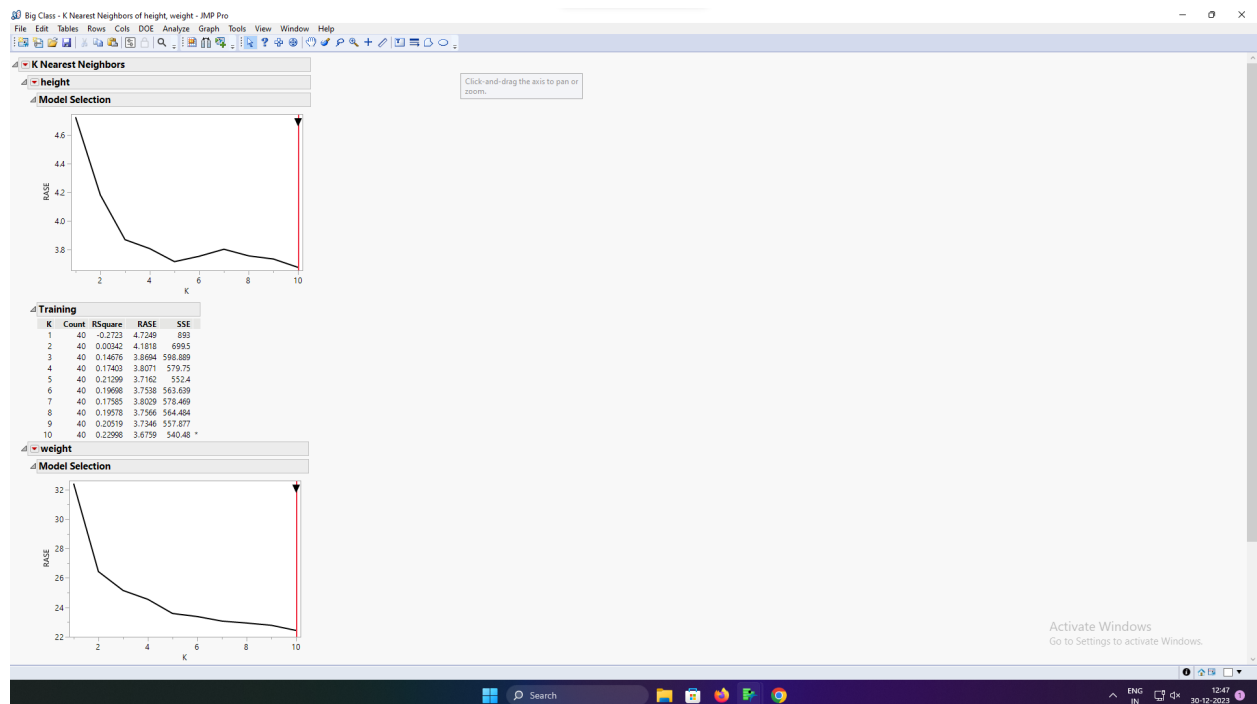 Big Class - K Nearest Neighbors of height, weight - JMP Pro
File Edit Tables Rows Cols DOE Analyze Graph Tools View Window Help
K Nearest Neighbors
height
Click-and-drag the axis to pan or
zoom.
Model Selection
4.6
4.4
4.2
4.0
3.8
RASE
2 4 6 8 10
K
Training
K Count RSquare RASE SSE
1 40 -0.2723 4.7249 893
2 40 0.00342 4.1818 699.5
3 40 0.14676 3.8694 598.889
4 40 0.17403 3.8071 579.75
5 40 0.21299 3.7162 552.4
6 40 0.19698 3.7538 563.639
7 40 0.17585 3.8029 578.469
8 40 0.19578 3.7566 564.484
9 40 0.20519 3.7346 557.877
10 40 0.22998 3.6759 540.48 *
weight
Model Selection
32
30
28
26
24
22
RASE
2 4 6 8 10
K
Activate Windows
Go to Settings to activate Windows.
Search
ENG
IN
12:47
30-12-2023
1